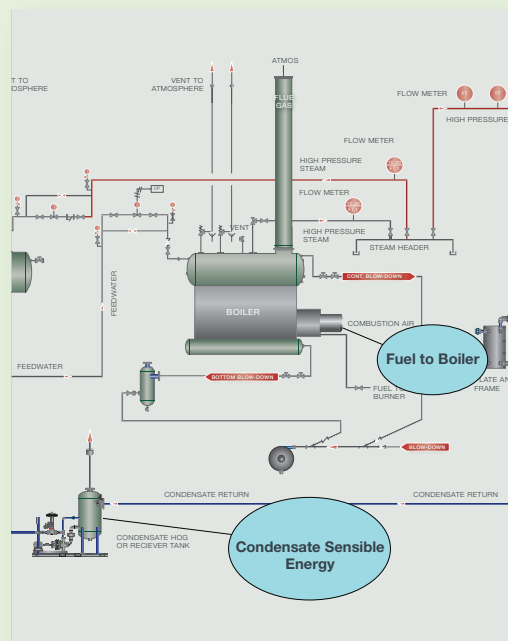 ATMOS
T TO
OSPHERE
VENT TO
ATMOSPHERE
FLUE
GAS
FLOW METER
HIGH PRESSURE
FLOW METER
HIGH PRESSURE
STEAM
FLOW METER
I/P
VENT
HIGH PRESSURE
STEAM
STEAM HEADER
FEEDWATER
CONT. BLOW-DOWN
BOILER
COMBUSTION AIR
Fuel to Boiler
FEEDWATER
BOTTOM BLOW-DOWN
FUEL T
BURNER
LATE AN
FRAME
BLOW-DOWN
CONDENSATE RETURN
CONDENSATE RETURN
CONDENSATE HOG
OR RECIEVER TANK
Condensate Sensible
Energy